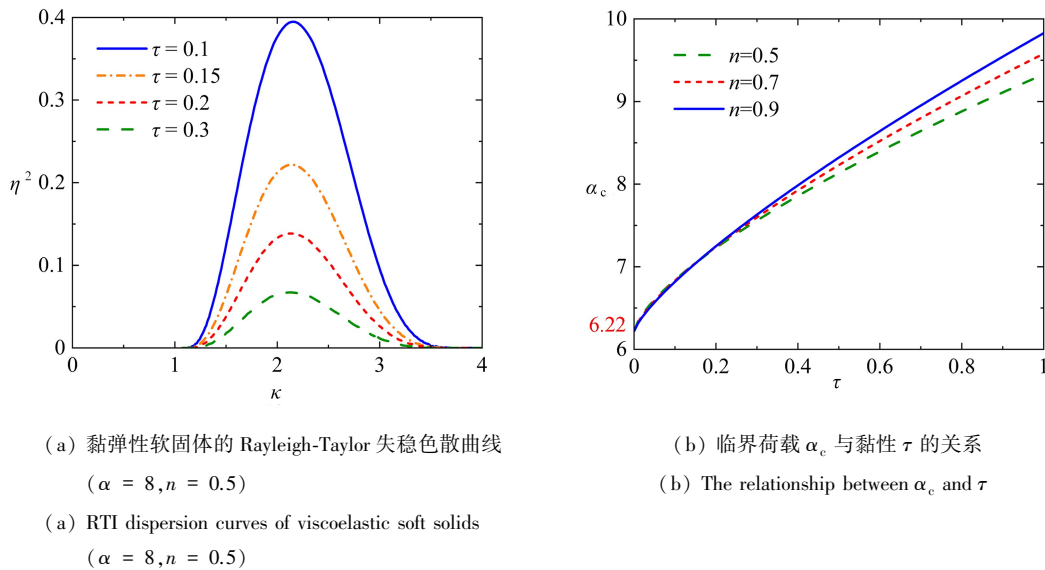 0.4
0.3
0.2
0.1
0
η²
τ = 0.1
τ = 0.15
τ = 0.2
τ = 0.3
0 1 2 3 4
κ
10
9
8
7
6.22
6
α_c
n=0.5
n=0.7
n=0.9
0 0.2 0.4 0.6 0.8 1
τ
(a) 黏弹性软固体的 Rayleigh-Taylor 失稳色散曲线
(α = 8,n = 0.5)
(a) RTI dispersion curves of viscoelastic soft solids
(α = 8,n = 0.5)
(b) 临界荷载 α_c 与黏性 τ 的关系
(b) The relationship between α_c and τ